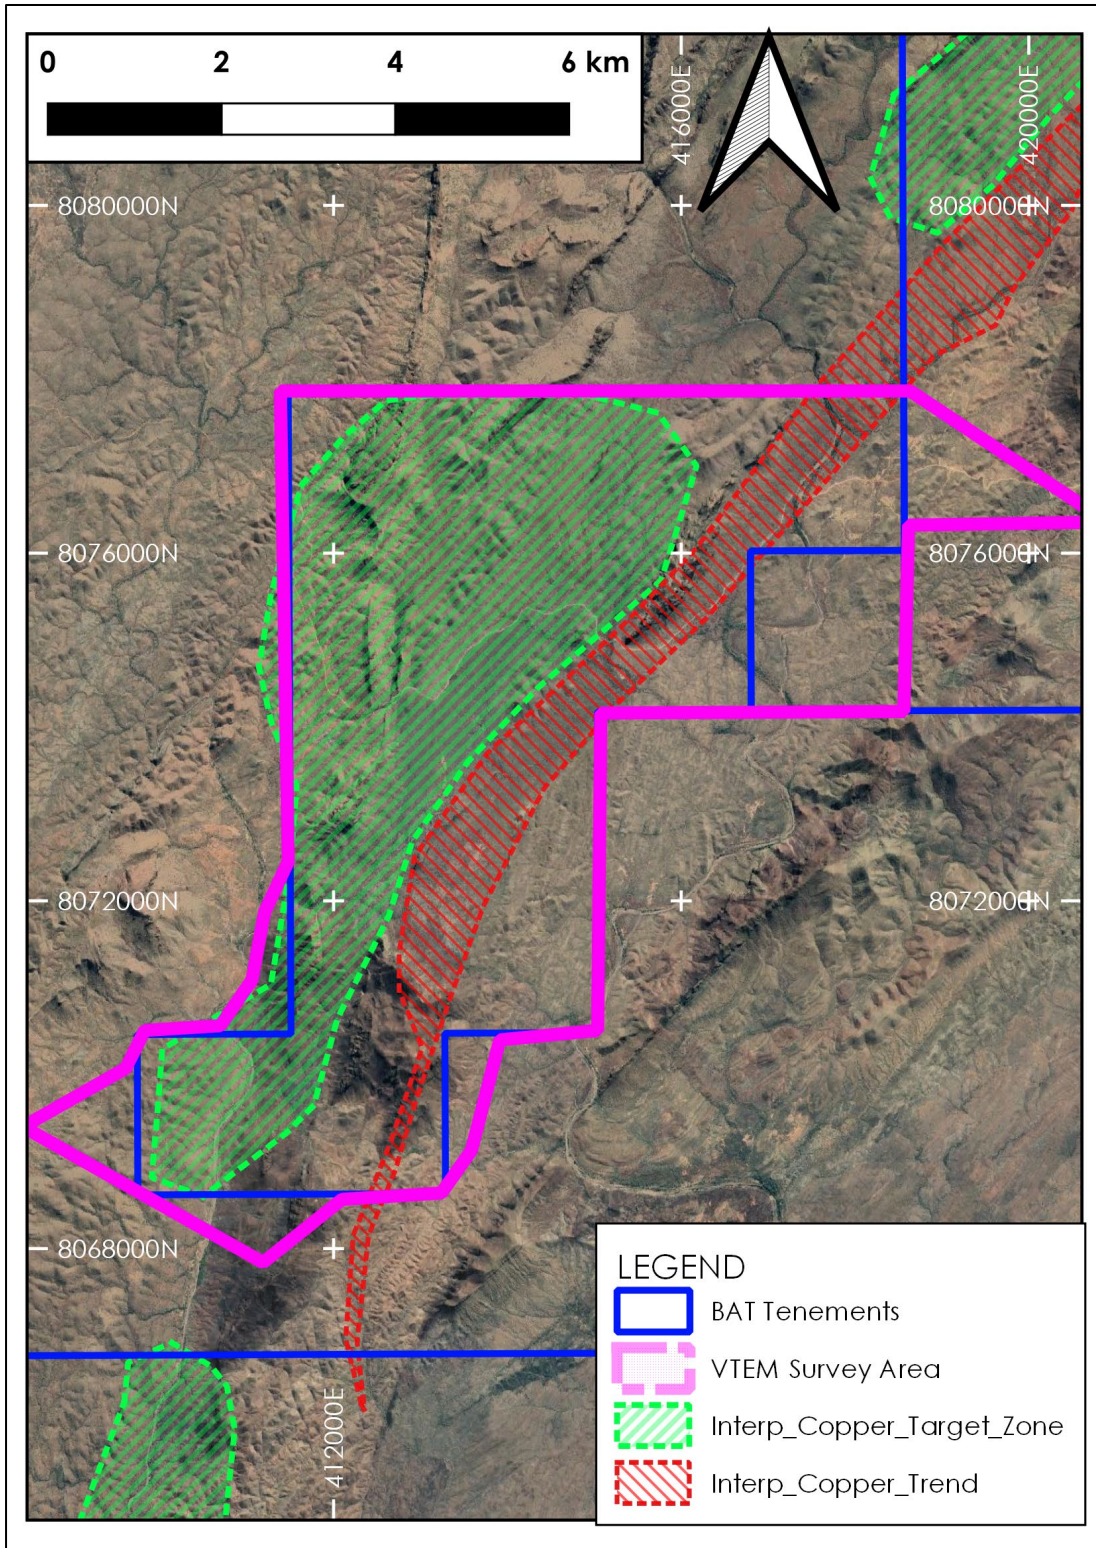 0 2 4 6 km
416000E
420000E
8080000N 8080000N
8076000N 8076000N
8072000N 8072000N
8068000N
412000E
LEGEND
BAT Tenements
VTEM Survey Area
Interp_Copper_Target_Zone
Interp_Copper_Trend